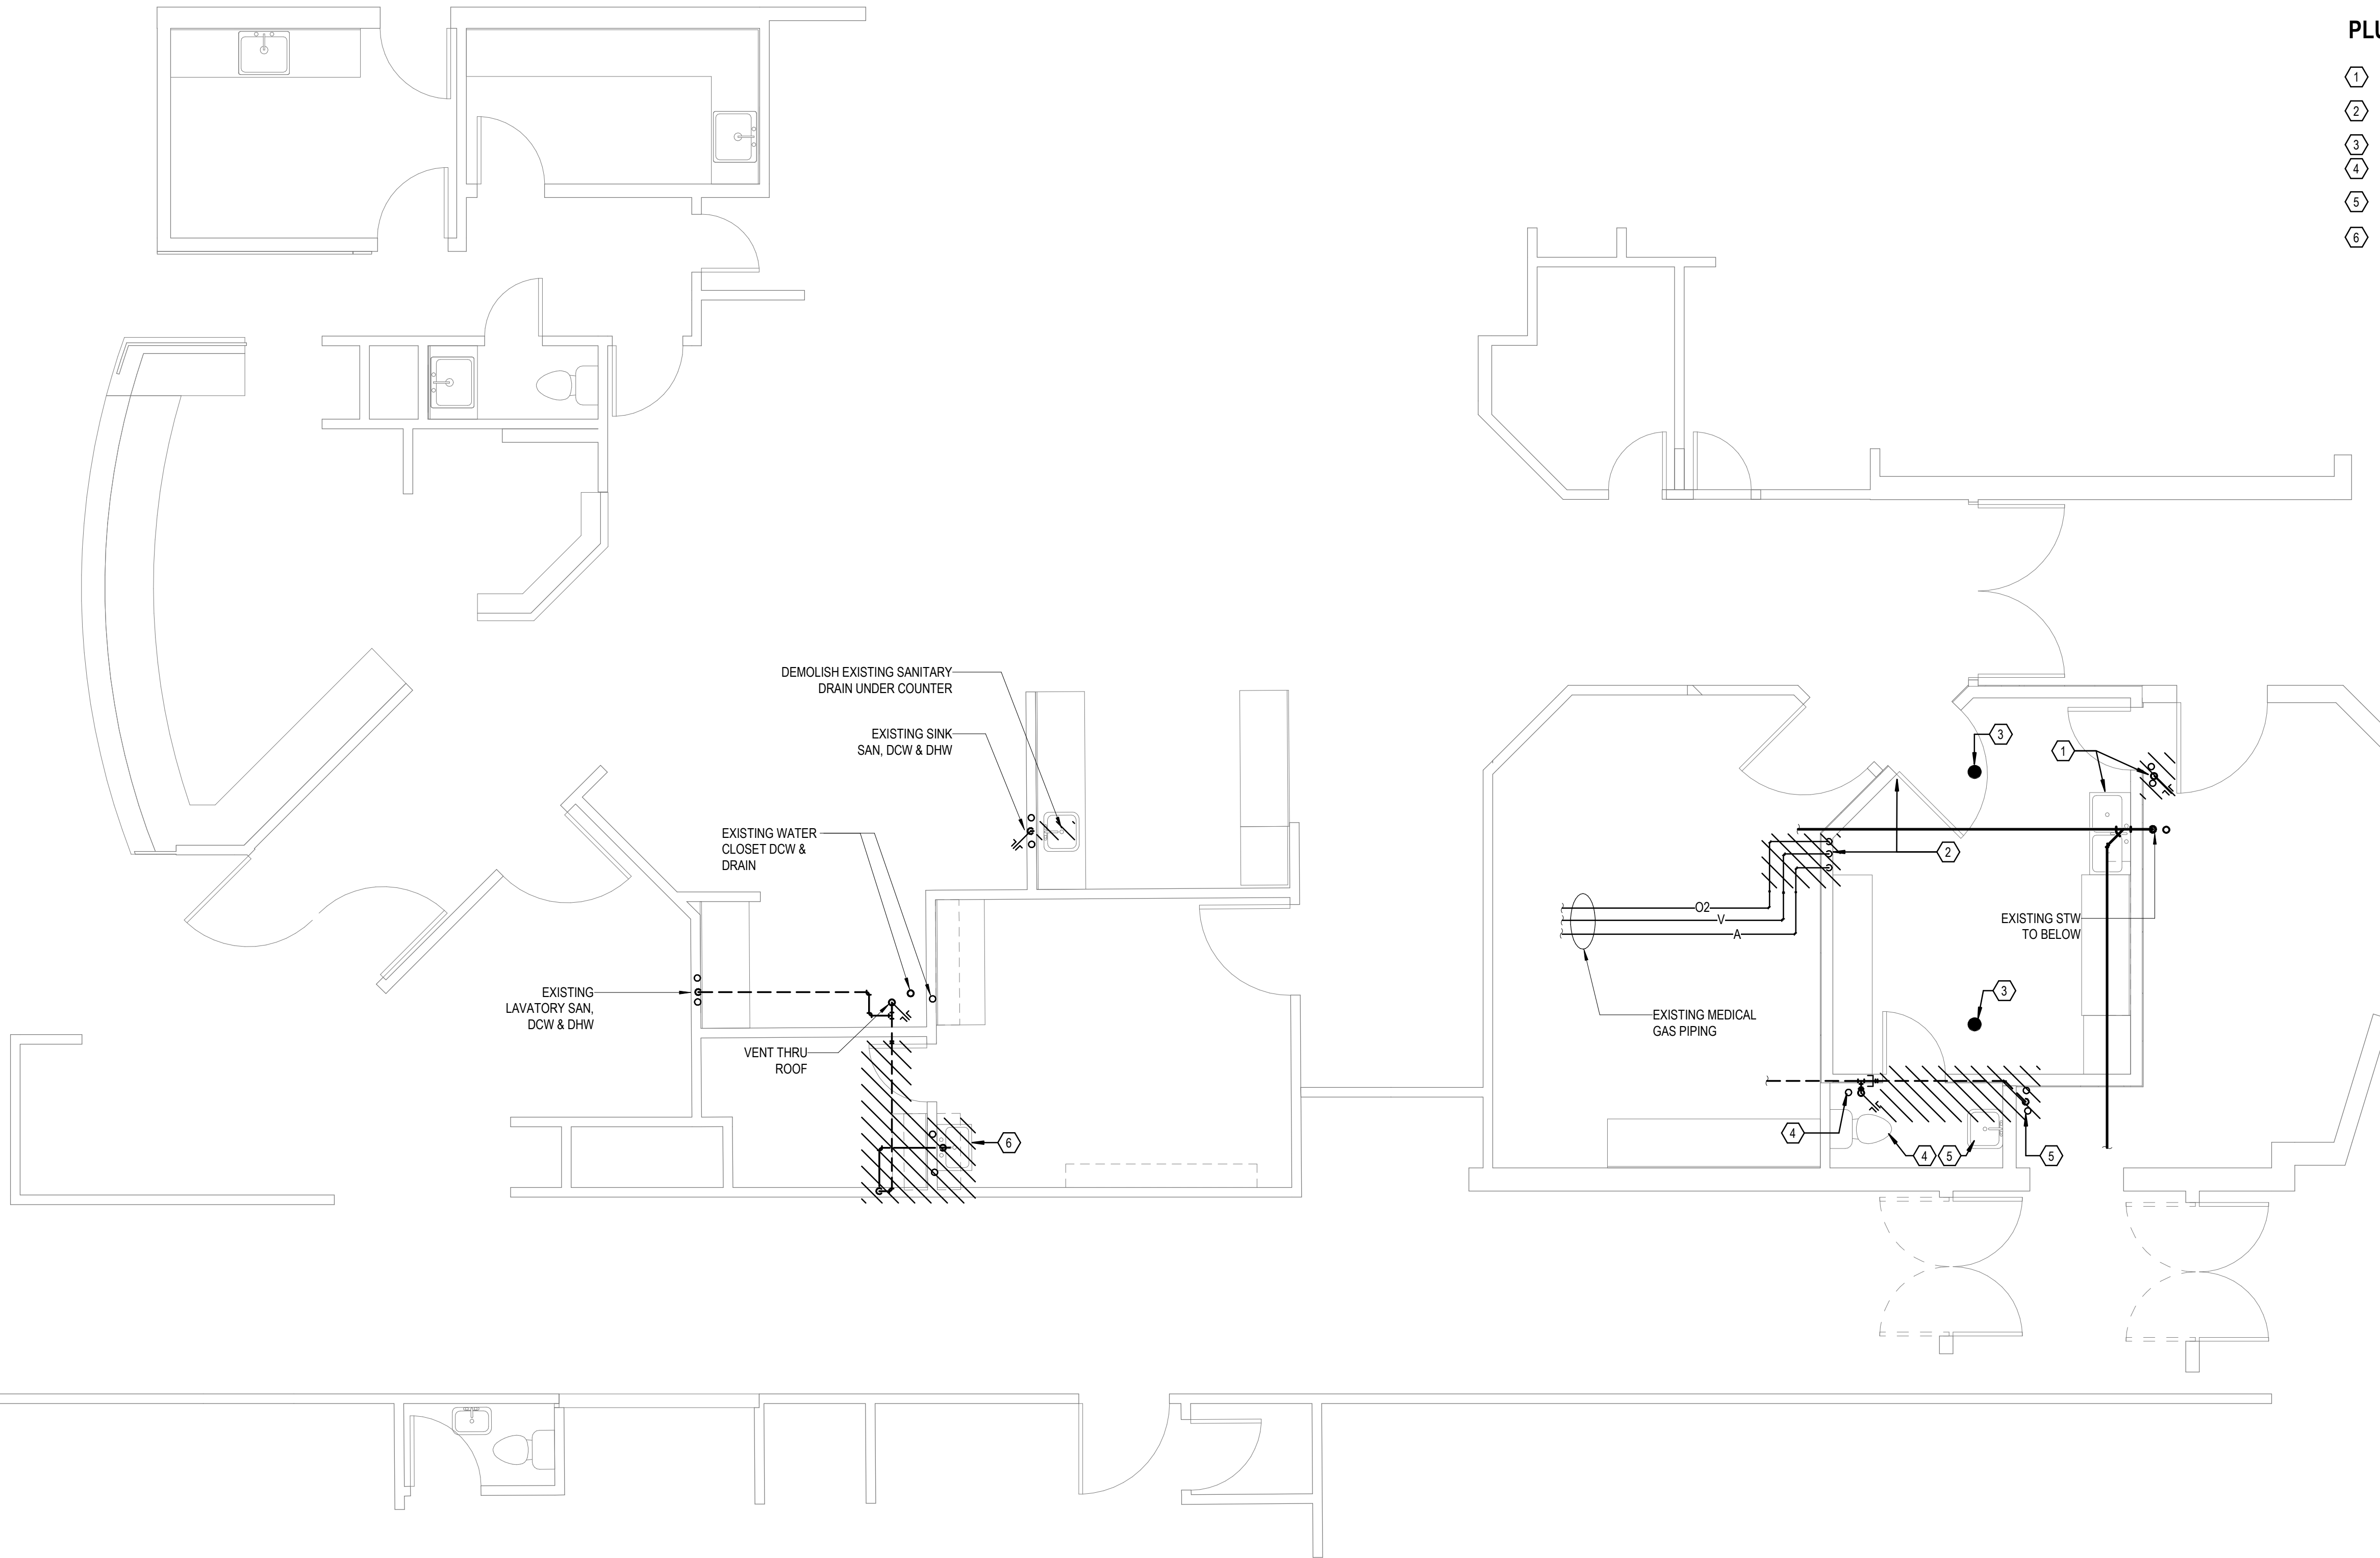 PLU
1
2
3
4
5
6
DEMOLISH EXISTING SANITARY
DRAIN UNDER COUNTER
EXISTING SINK
SAN, DCW & DHW
3
1
EXISTING WATER
CLOSET DCW &
DRAIN
2
O2
V
A
EXISTING STW
TO BELOW
EXISTING
LAVATORY SAN,
DCW & DHW
3
EXISTING MEDICAL
GAS PIPING
VENT THRU
ROOF
6
4
4
5
5